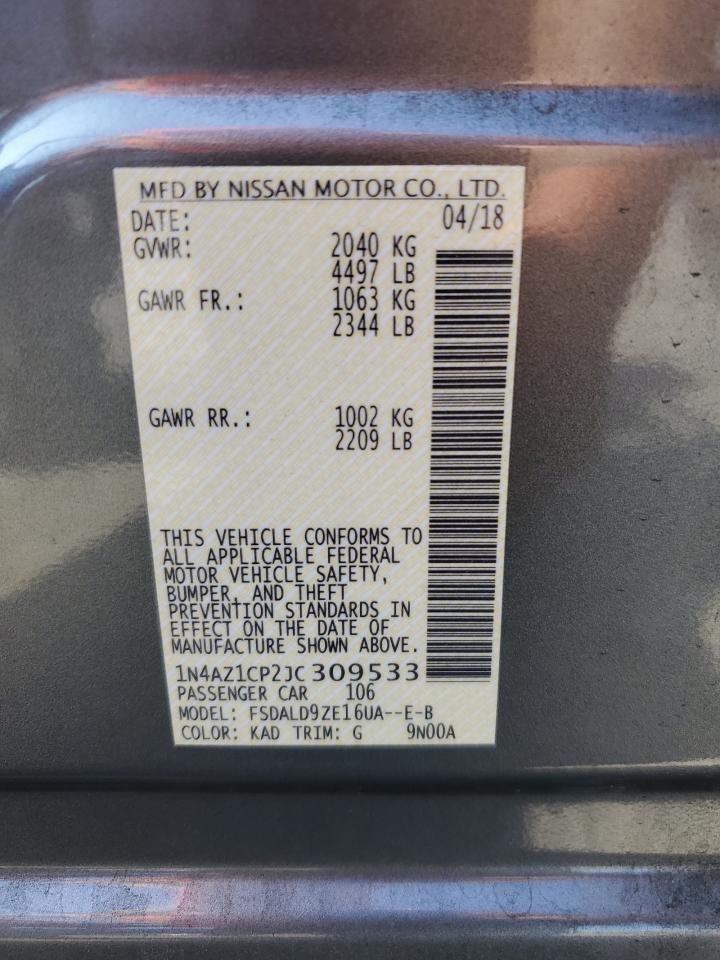 MFD BY NISSAN MOTOR CO., LTD.
DATE: 04/18
GVWR: 2040 KG
4497 LB
GAWR FR.: 1063 KG
2344 LB
GAWR RR.: 1002 KG
2209 LB
THIS VEHICLE CONFORMS TO
ALL APPLICABLE FEDERAL
MOTOR VEHICLE SAFETY,
BUMPER, AND THEFT
PREVENTION STANDARDS IN
EFFECT ON THE DATE OF
MANUFACTURE SHOWN ABOVE.
1N4AZ1CP2JC309533
PASSENGER CAR 106
MODEL: FSDALD9ZE16UA--E-B
COLOR: KAD TRIM: G 9N00A